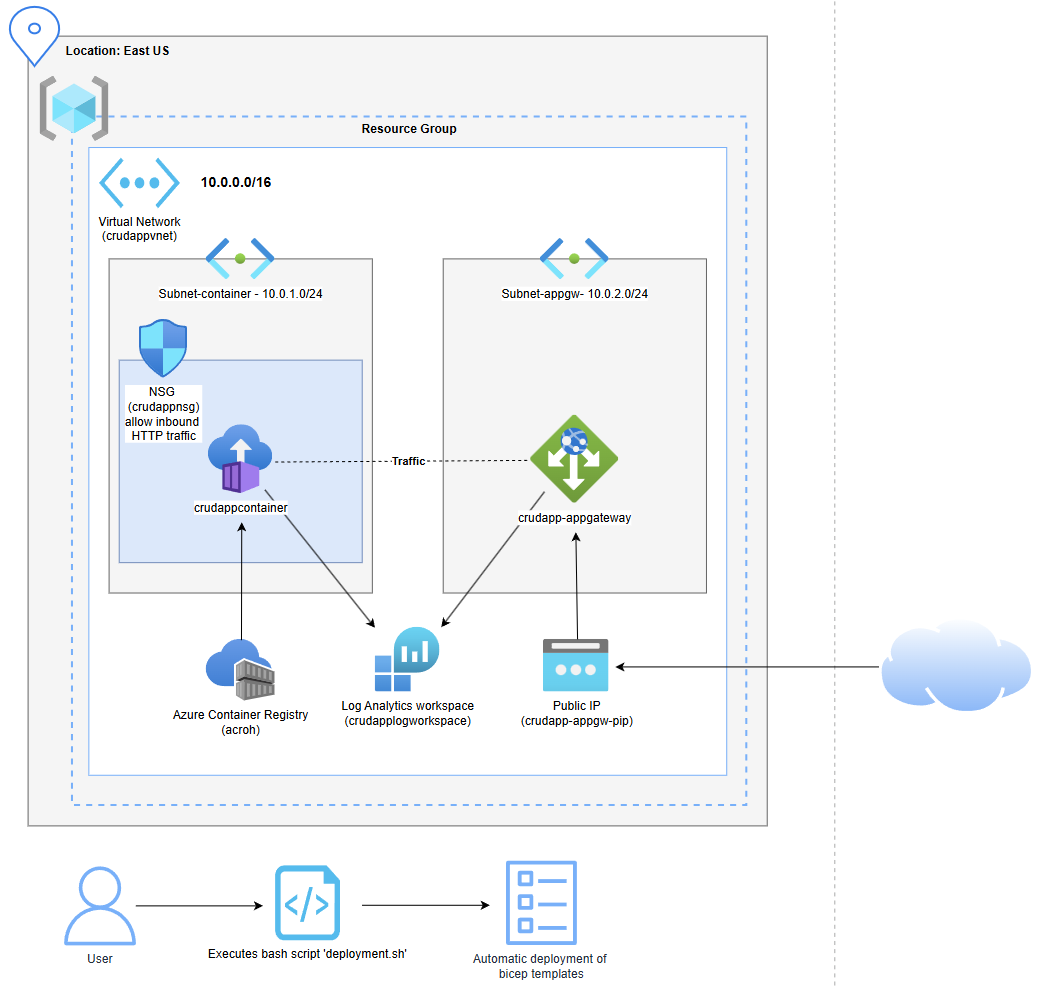 Location: East US
Resource Group
10.0.0.0/16
Virtual Network
(crudappvnet)
Subnet-container - 10.0.1.0/24
Subnet-appgw- 10.0.2.0/24
NSG
(crudappnsg)
allow inbound
HTTP traffic
Traffic
crudappcontainer
crudapp-appgateway
Azure Container Registry
(acroh)
Log Analytics workspace
(crudapplogworkspace)
Public IP
(crudapp-appgw-pip)
User
Executes bash script 'deployment.sh'
Automatic deployment of
bicep templates